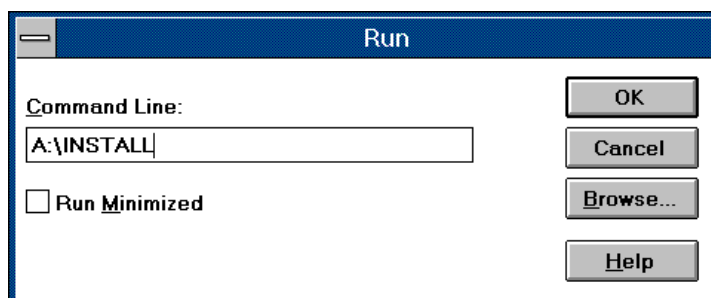 Run
Command Line:
A:\INSTALL
Run Minimized
OK
Cancel
Browse...
Help